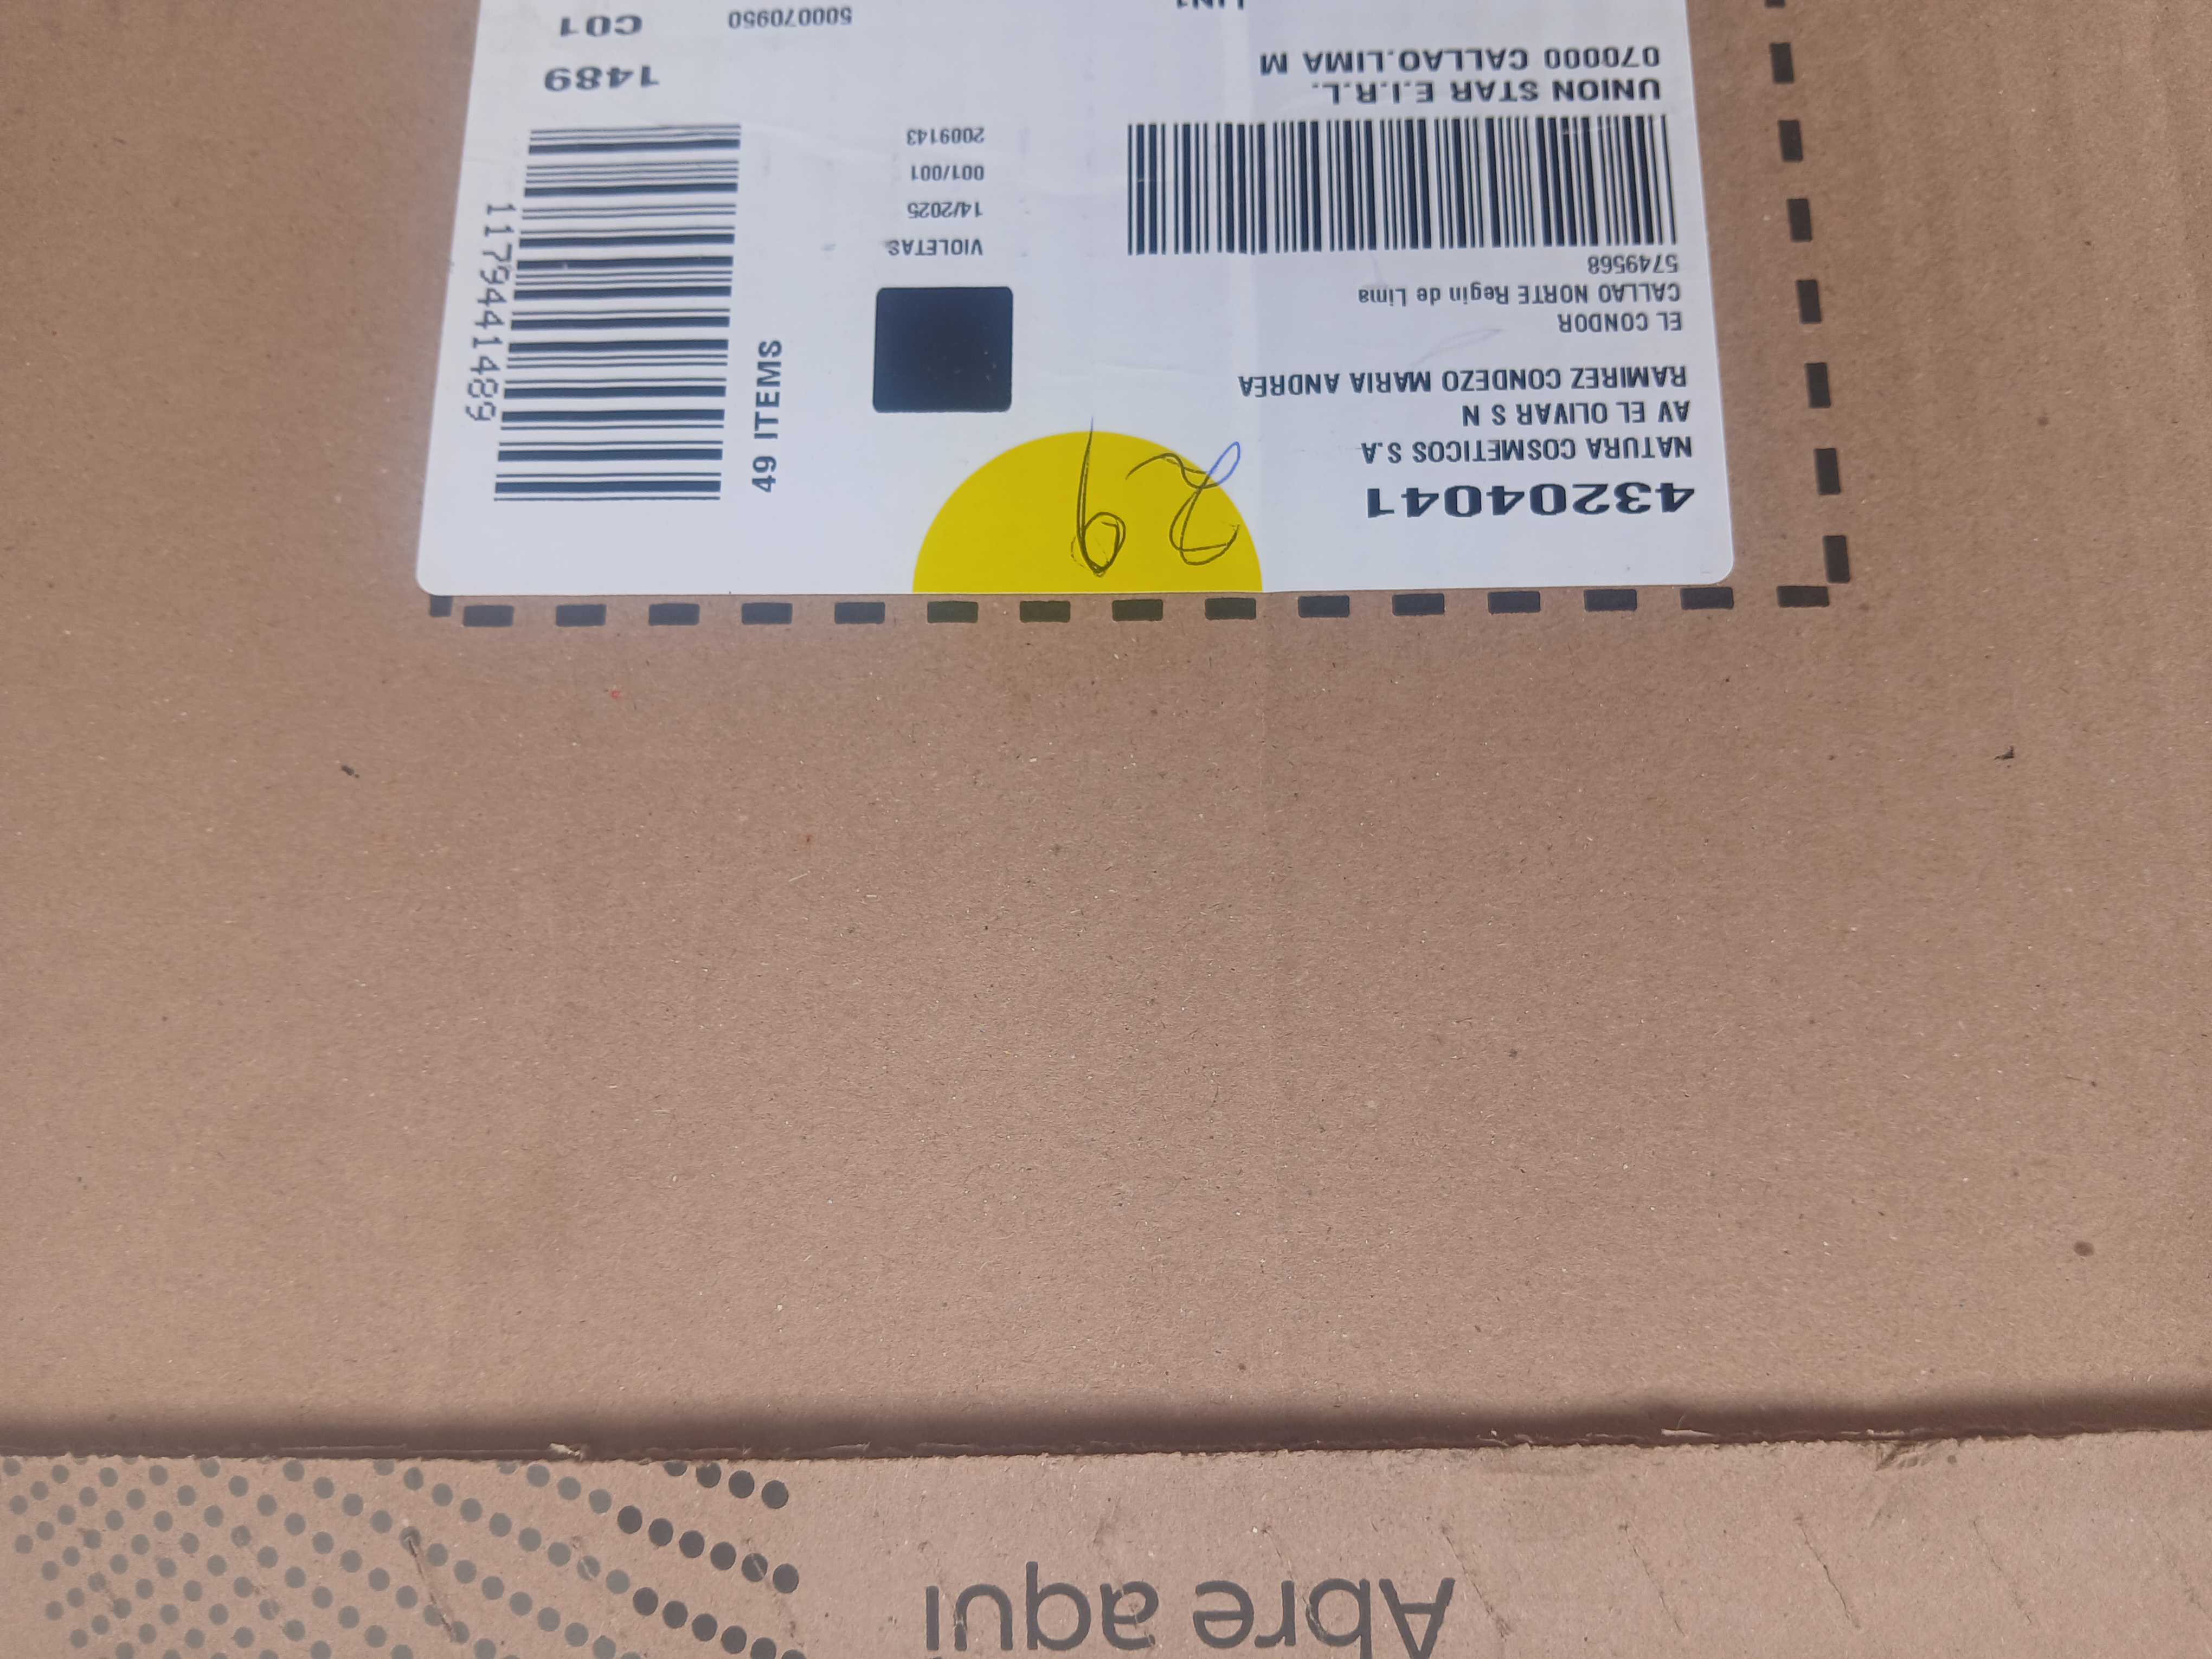 43204041
NATURA COSMETICOS S.A
AV EL OLIVAR S N
RAMIREZ CONDEZO MARIA ANDREA
EL CONDOR
CALLAO NORTE Regin de Lima
5749568
UNION STAR E.I.R.L.
070000 CALLAO.LIMA M
29
VIOLETAS
14/2025
001/001
2009143
500070950
49 ITEMS
11794441489
1489
C01
Abre aqui